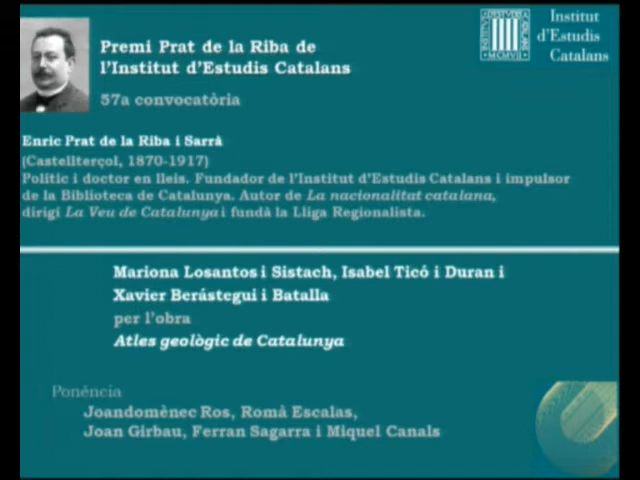 Premi Prat de la Riba de
l'Institut d'Estudis Catalans
57a convocatòria
Institut
d'Estudis
Catalans
MCMVII
Enric Prat de la Riba i Sarrà
(Castellterçol, 1870-1917)
Polític i doctor en lleis. Fundador de l'Institut d'Estudis Catalans i impulsor
de la Biblioteca de Catalunya. Autor de La nacionalitat catalana,
dirigí La Veu de Catalunya i fundà la Lliga Regionalista.
Mariona Losantos i Sistach, Isabel Ticó i Duran i
Xavier Berástegui i Batalla
per l'obra
Atles geològic de Catalunya
Ponència
Joandomènec Ros, Romà Escalas,
Joan Girbau, Ferran Sagarra i Miquel Canals